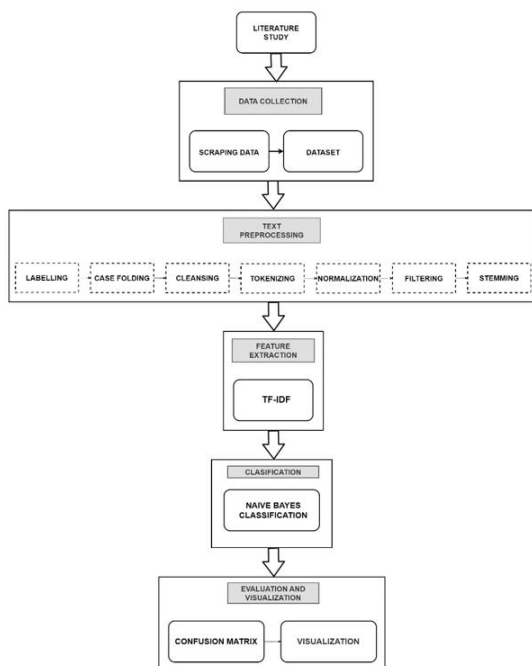 LITERATURE
STUDY
DATA COLLECTION
SCRAPING DATA
DATASET
TEXT
PREPROCESSING
LABELLING
CASE FOLDING
CLEANSING
TOKENIZING
NORMALIZATION
FILTERING
STEMMING
FEATURE
EXTRACTION
TF-IDF
CLASIFICATION
NAIVE BAYES
CLASSIFICATION
EVALUATION AND
VISUALIZATION
CONFUSION MATRIX
VISUALIZATION